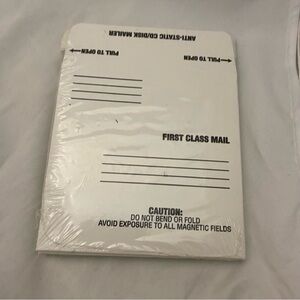 ANTI-STATIC CD/DISK MAILER
PULL TO OPEN
PULL TO OPEN
FIRST CLASS MAIL
CAUTION:
DO NOT BEND OR FOLD
AVOID EXPOSURE TO ALL MAGNETIC FIELDS